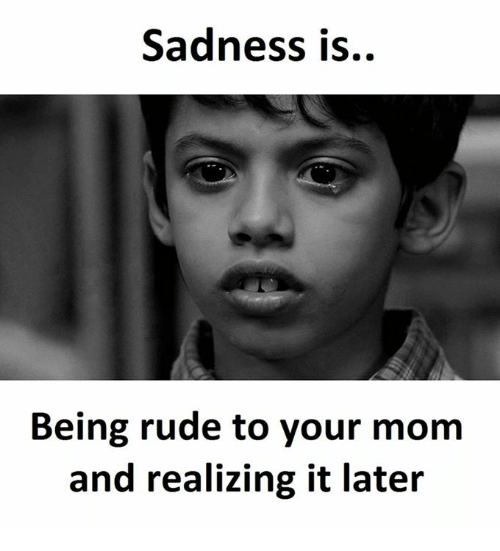 Sadness is..
Being rude to your mom
and realizing it later